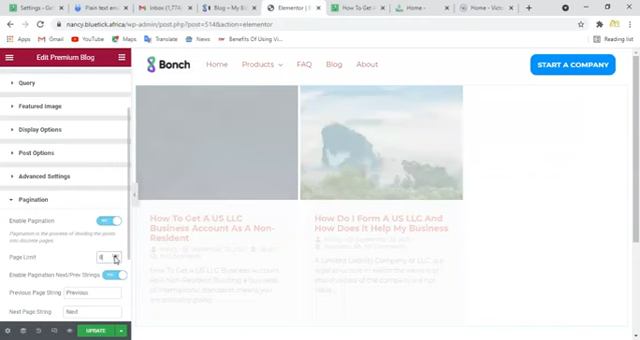 Settings - Gol
Plain text em
Inbox (1,774)
Blog – My B
Elementor |
How To Get A
Home -
Home - Victo
nancy.bluetick.africa/wp-admin/post.php?post=514&action=elementor
YouTube
Maps
Gmail
Translate
News
Benefits Of Using Vi...
Reading list
Edit Premium Blog
Bonch
Home
Products
FAQ
Blog
About
START A COMPANY
Query
Featured Image
Display Options
Post Options
Advanced Settings
Pagination
Enable Pagination
Pagination is the process of dividing the posts
into discrete pages
Page Limit
Enable Pagination Next/Prev Strings
Previous Page String
Previous
Next Page String
Next
UPDATE
How To Get A US LLC
Business Account As A Non-
Resident
How To Get A US LLC Business
How Do I Form A US LLC And
How Does It Help My Business
A Limited Liability Company or LLC, is a